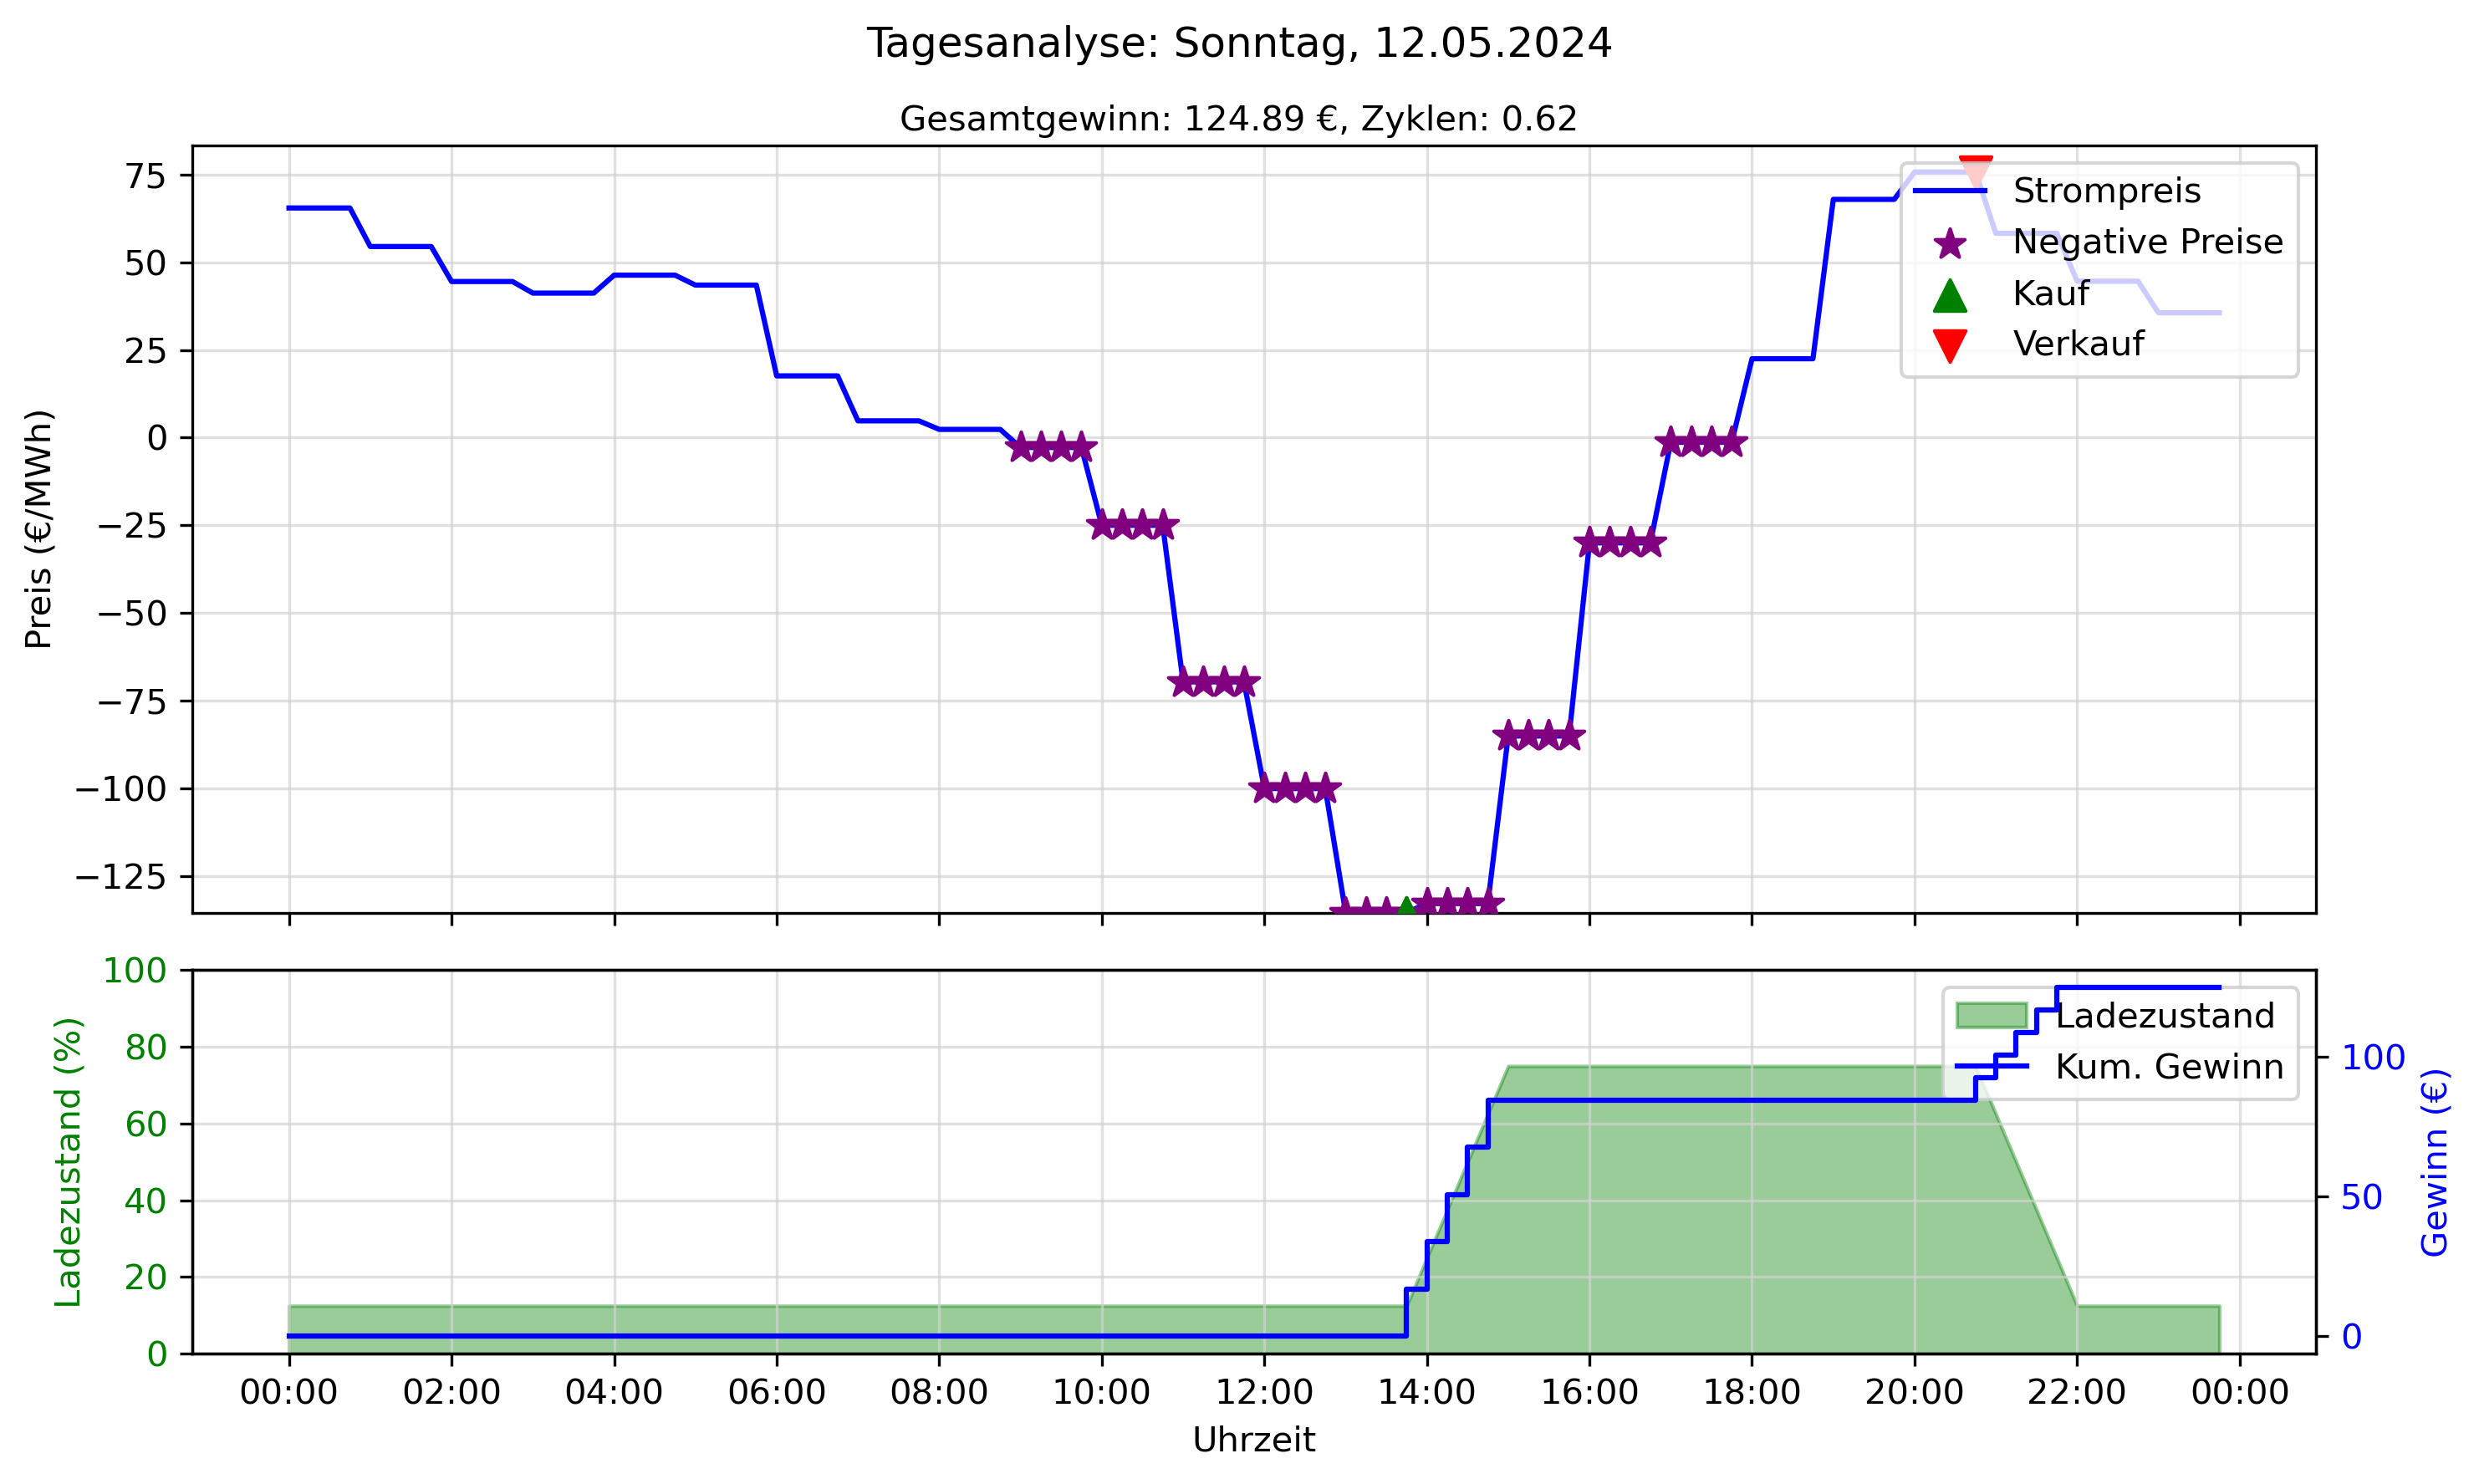 Tagesanalyse: Sonntag, 12.05.2024
Gesamtgewinn: 124.89 €, Zyklen: 0.62
Preis (€/MWh)
75
50
25
0
−25
−50
−75
−100
−125
Strompreis
Negative Preise
Kauf
Verkauf
Ladezustand (%)
100
80
60
40
20
0
Ladezustand
Kum. Gewinn
100
50
0
Gewinn (€)
00:00 02:00 04:00 06:00 08:00 10:00 12:00 14:00 16:00 18:00 20:00 22:00 00:00
Uhrzeit